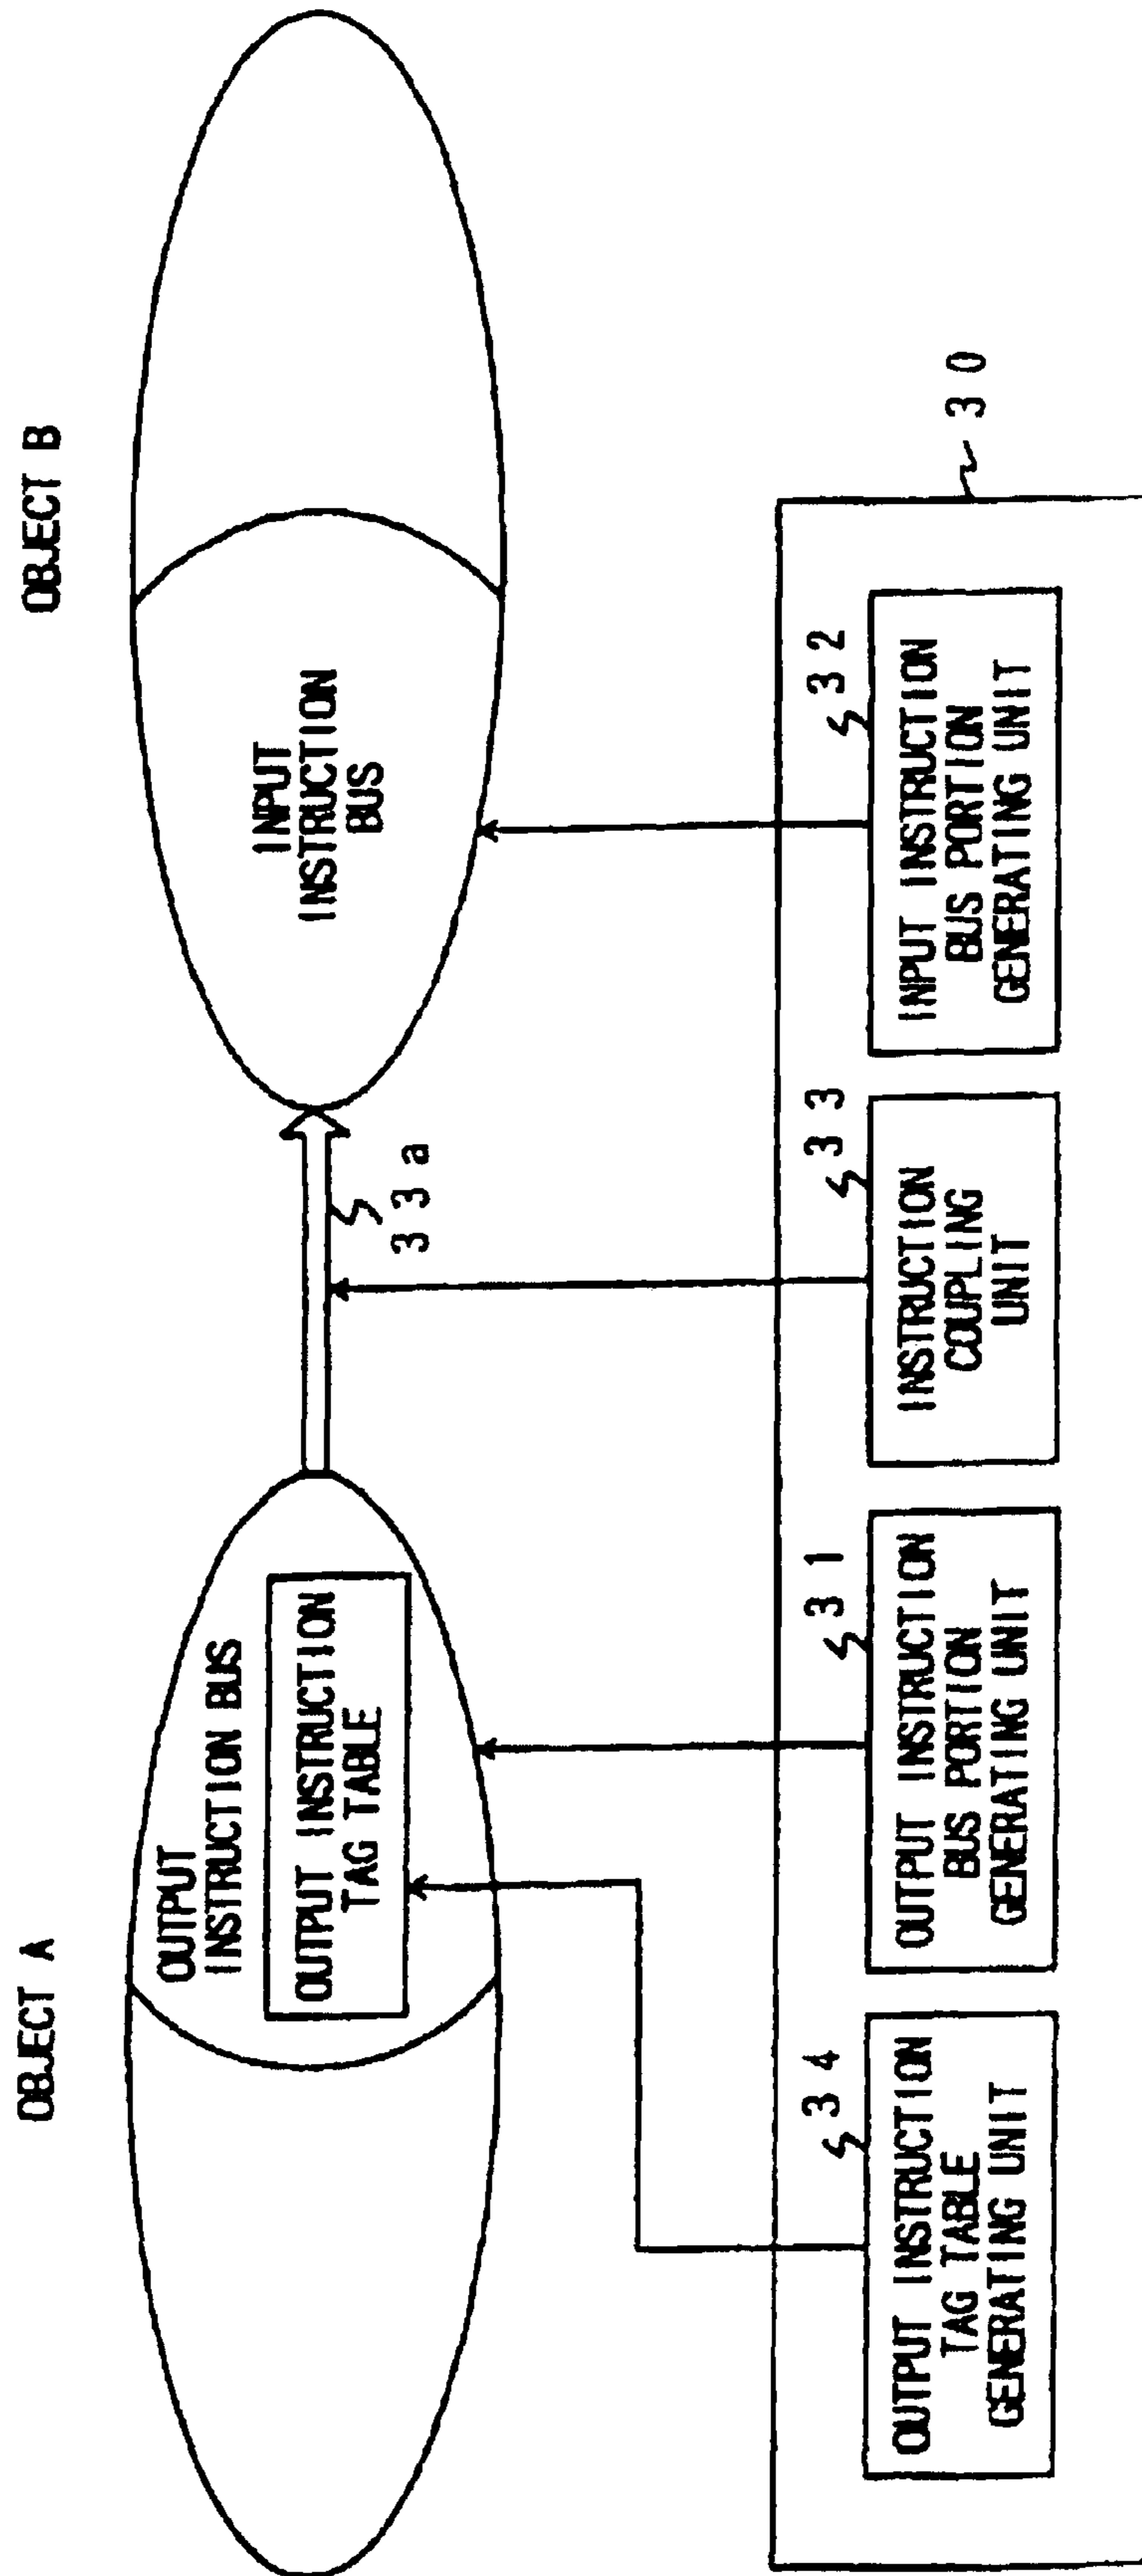 OBJECT A
OBJECT B
OUTPUT
INSTRUCTION BUS
OUTPUT INSTRUCTION
TAG TABLE
33a
INPUT
INSTRUCTION
BUS
30
34
OUTPUT INSTRUCTION
TAG TABLE
GENERATING UNIT
31
OUTPUT INSTRUCTION
BUS PORTION
GENERATING UNIT
33
INSTRUCTION
COUPLING
UNIT
32
INPUT INSTRUCTION
BUS PORTION
GENERATING UNIT